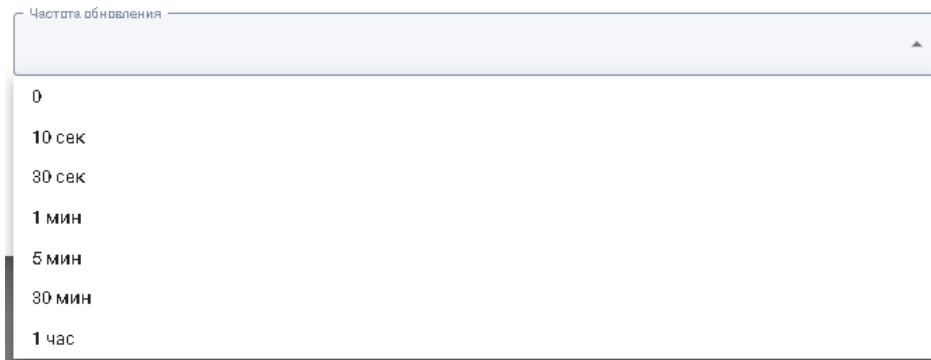 Частота обновления
0
10 сек
30 сек
1 мин
5 мин
30 мин
1 час